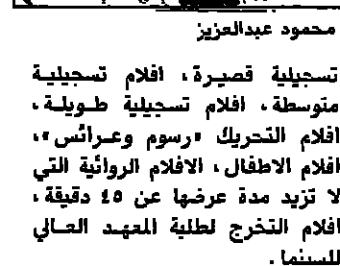 محمود عبدالعزيز
تسجيلية قصيرة، افلام تسجيلية
متوسطة، افلام تسجيلية طويلة،
افلام التحريك «رسوم وعرائس»،
افلام الاطفال، الافلام الروائية التي
لا تزيد مدة عرضها عن ٤٥ دقيقة،
افلام التخرج لطلبة المعهد العالي
للسينما.